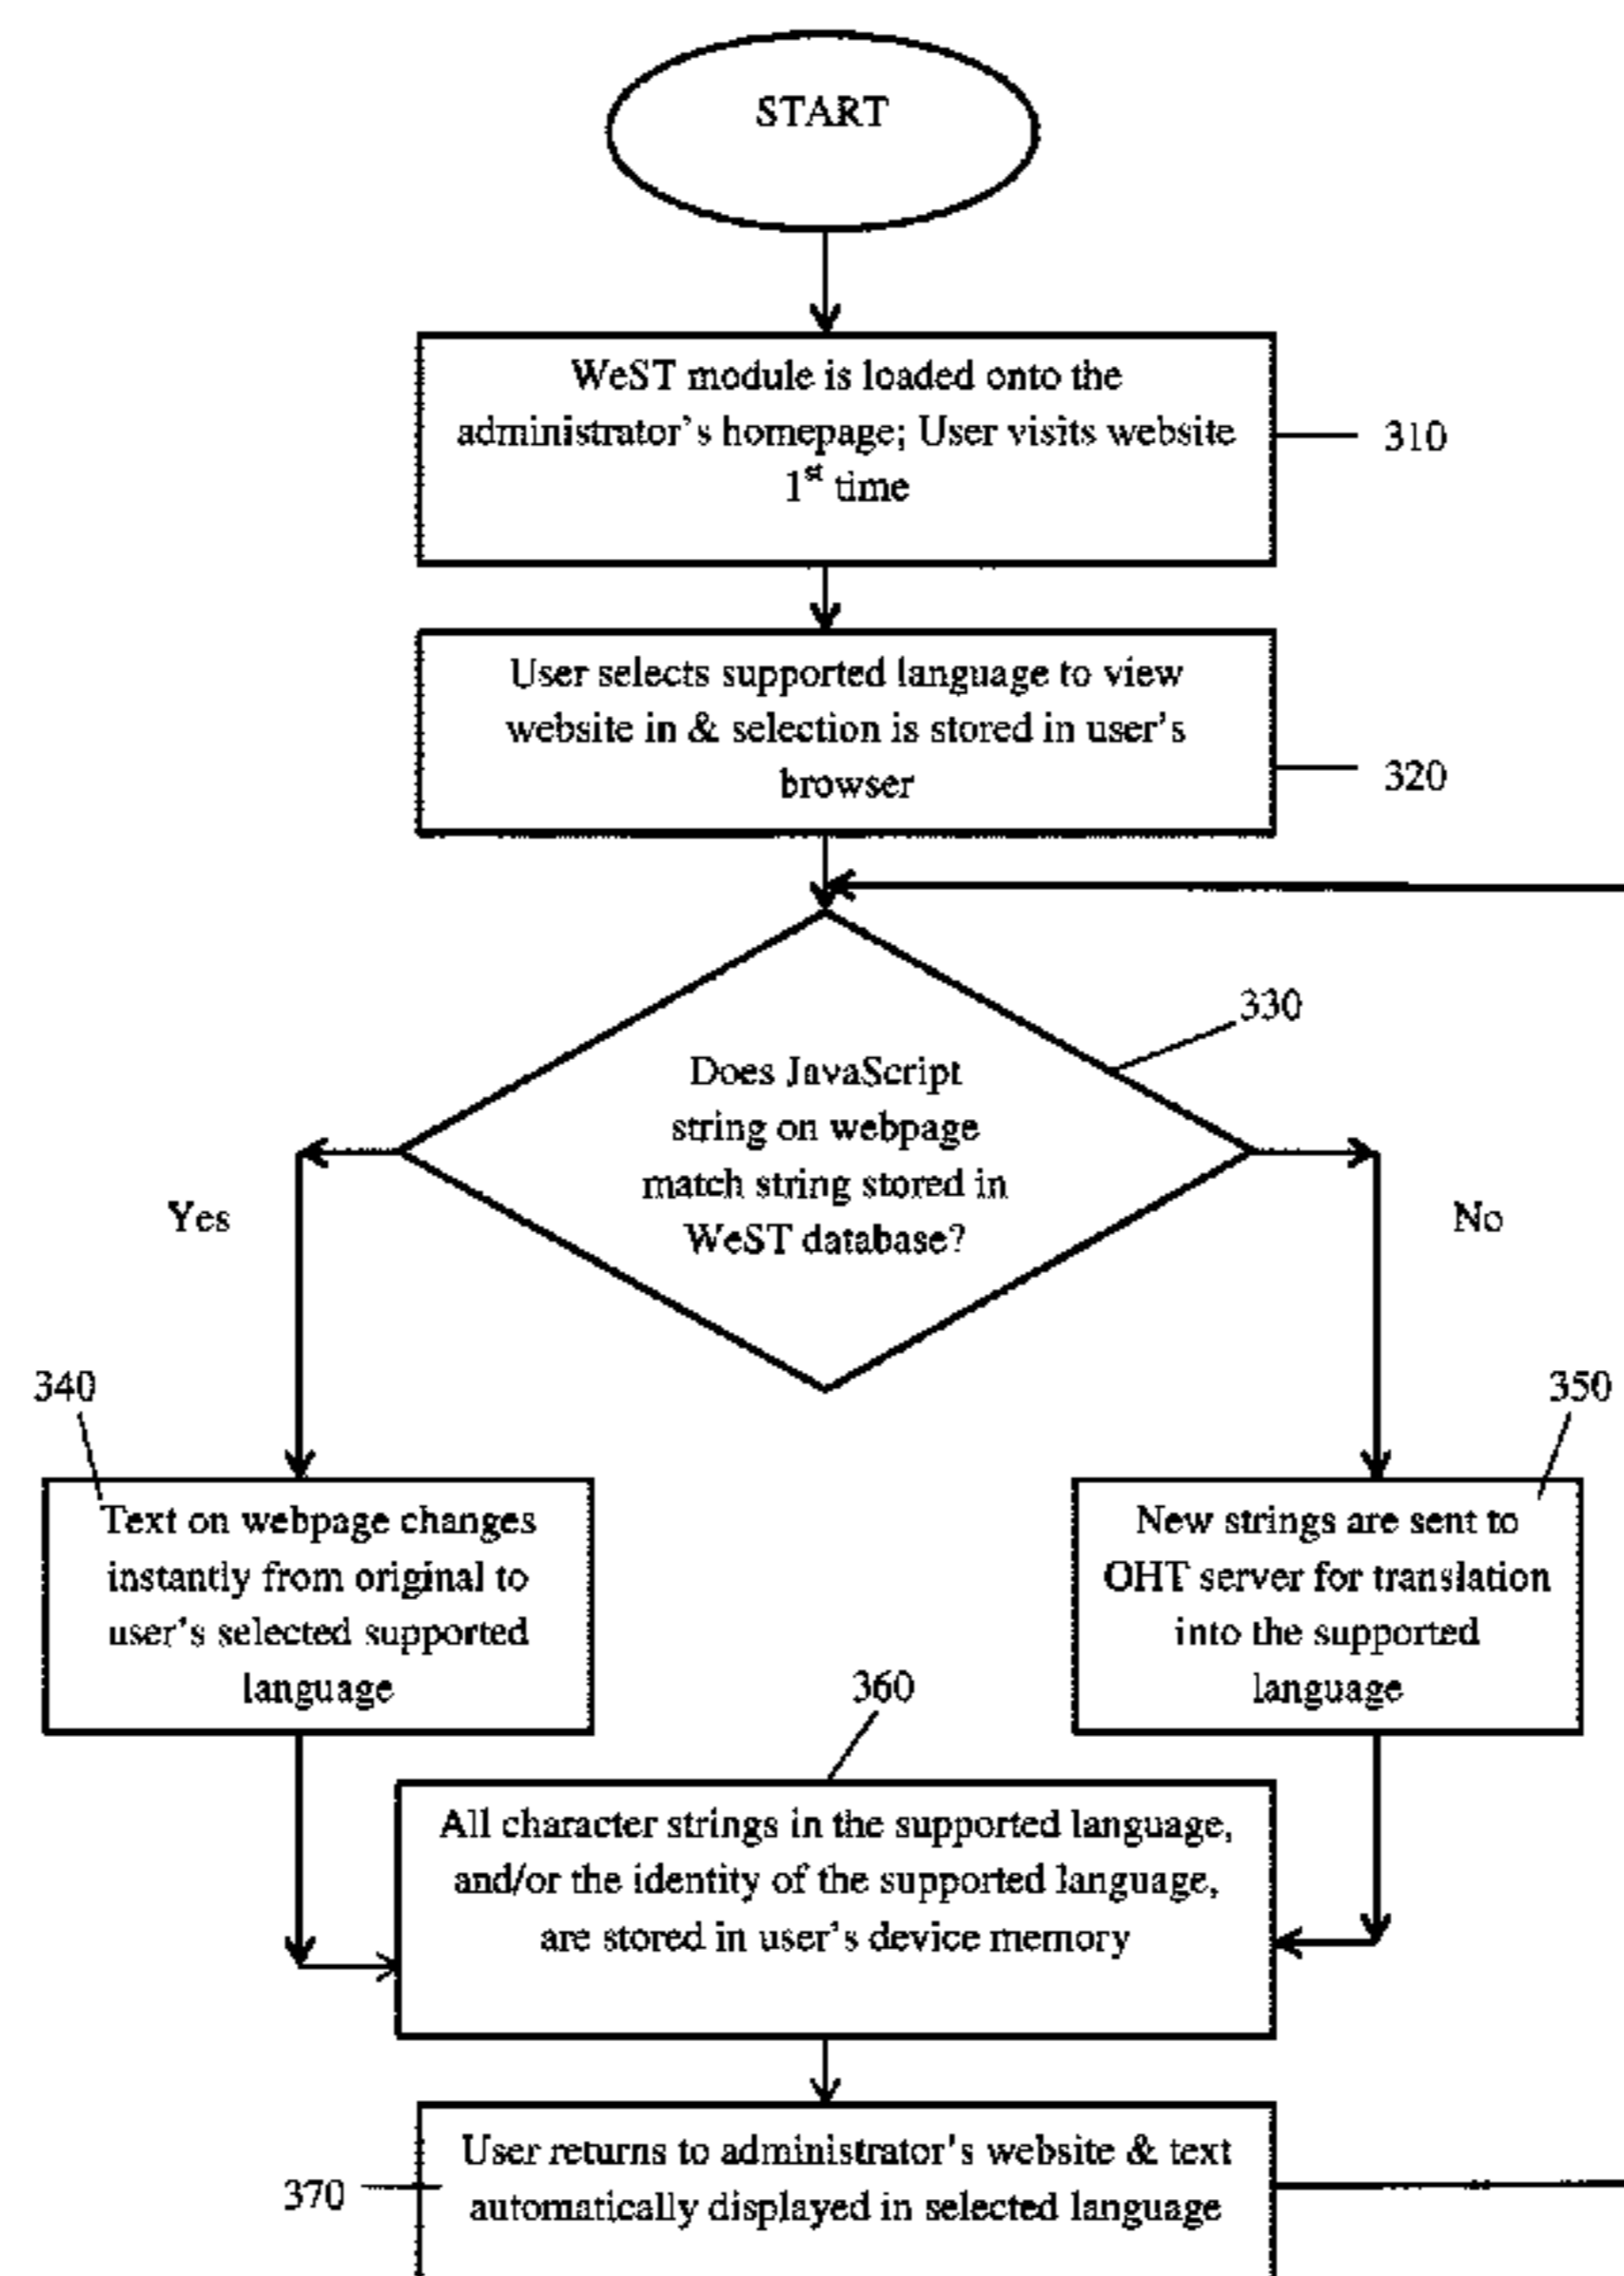 START
WeST module is loaded onto the
administrator's homepage; User visits website
1st time
310
User selects supported language to view
website in & selection is stored in user's
browser
320
330
Does JavaScript
string on webpage
match string stored in
WeST database?
Yes
No
340
350
Text on webpage changes
instantly from original to
user's selected supported
language
New strings are sent to
OHT server for translation
into the supported
language
360
All character strings in the supported language,
and/or the identity of the supported language,
are stored in user's device memory
User returns to administrator's website & text
automatically displayed in selected language
370